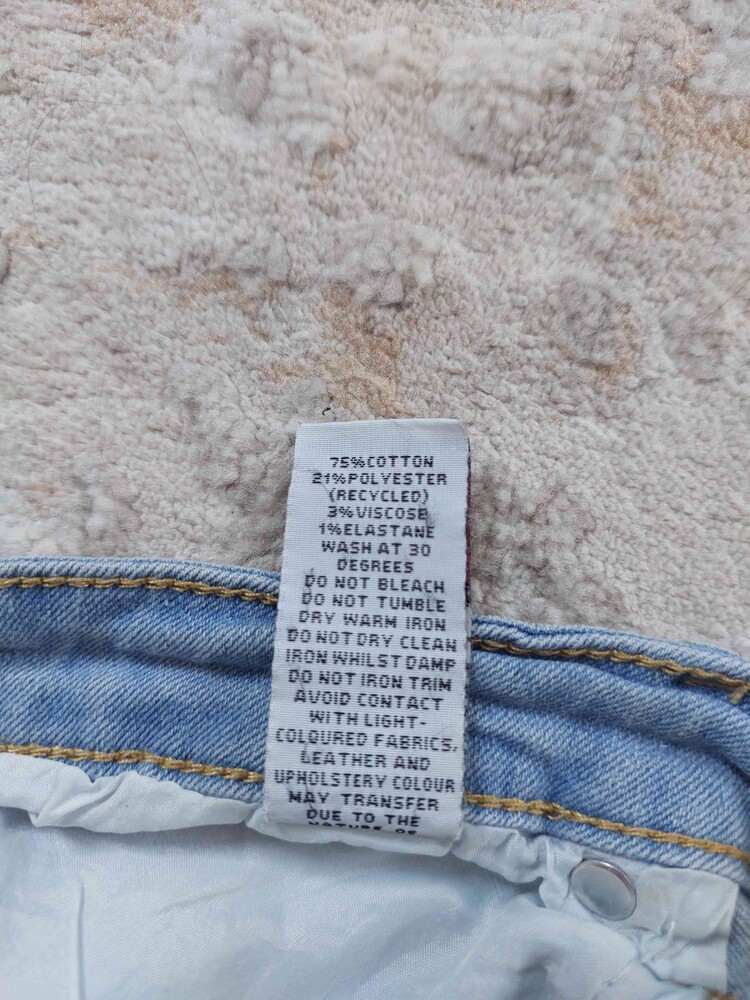 75%COTTON
21%POLYESTER
(RECYCLED)
3%VISCOSE
1%ELASTANE
WASH AT 30
DEGREES
DO NOT BLEACH
DO NOT TUMBLE
DRY WARM IRON
DO NOT DRY CLEAN
IRON WHILST DAMP
DO NOT IRON TRIM
AVOID CONTACT
WITH LIGHT-
COLOURED FABRICS,
LEATHER AND
UPHOLSTERY COLOUR
MAY TRANSFER
DUE TO THE
NATURE OF